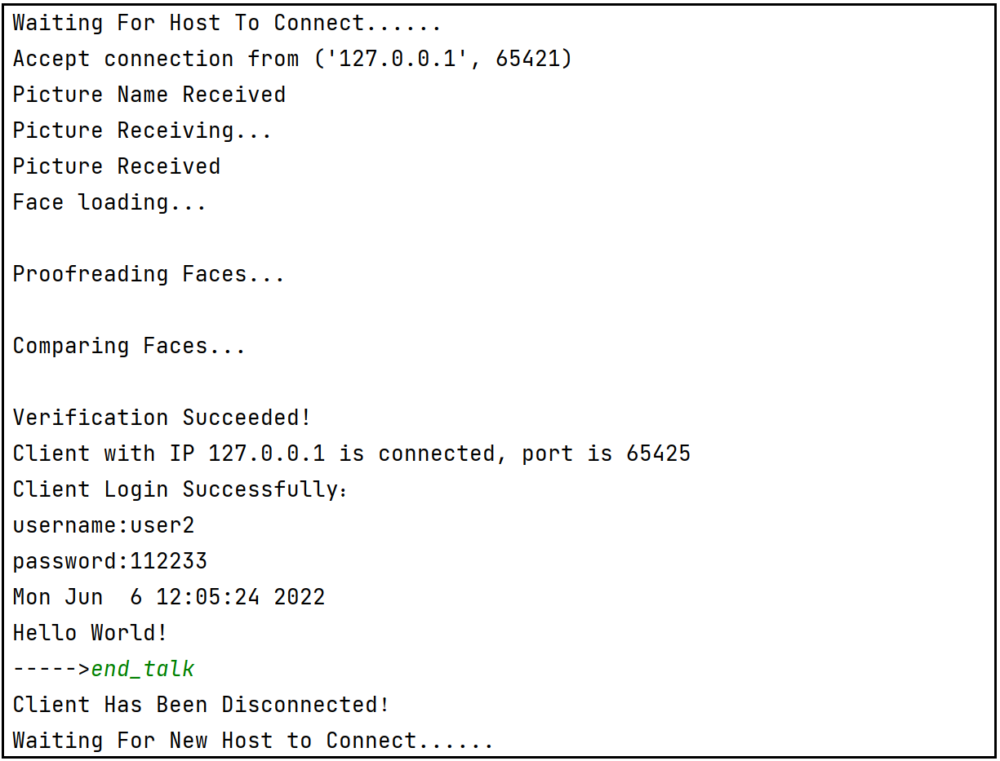 Waiting For Host To Connect......
Accept connection from ('127.0.0.1', 65421)
Picture Name Received
Picture Receiving...
Picture Received
Face loading...
Proofreading Faces...
Comparing Faces...
Verification Succeeded!
Client with IP 127.0.0.1 is connected, port is 65425
Client Login Successfully：
username:user2
password:112233
Mon Jun  6 12:05:24 2022
Hello World!
----->end_talk
Client Has Been Disconnected！
Waiting For New Host to Connect......